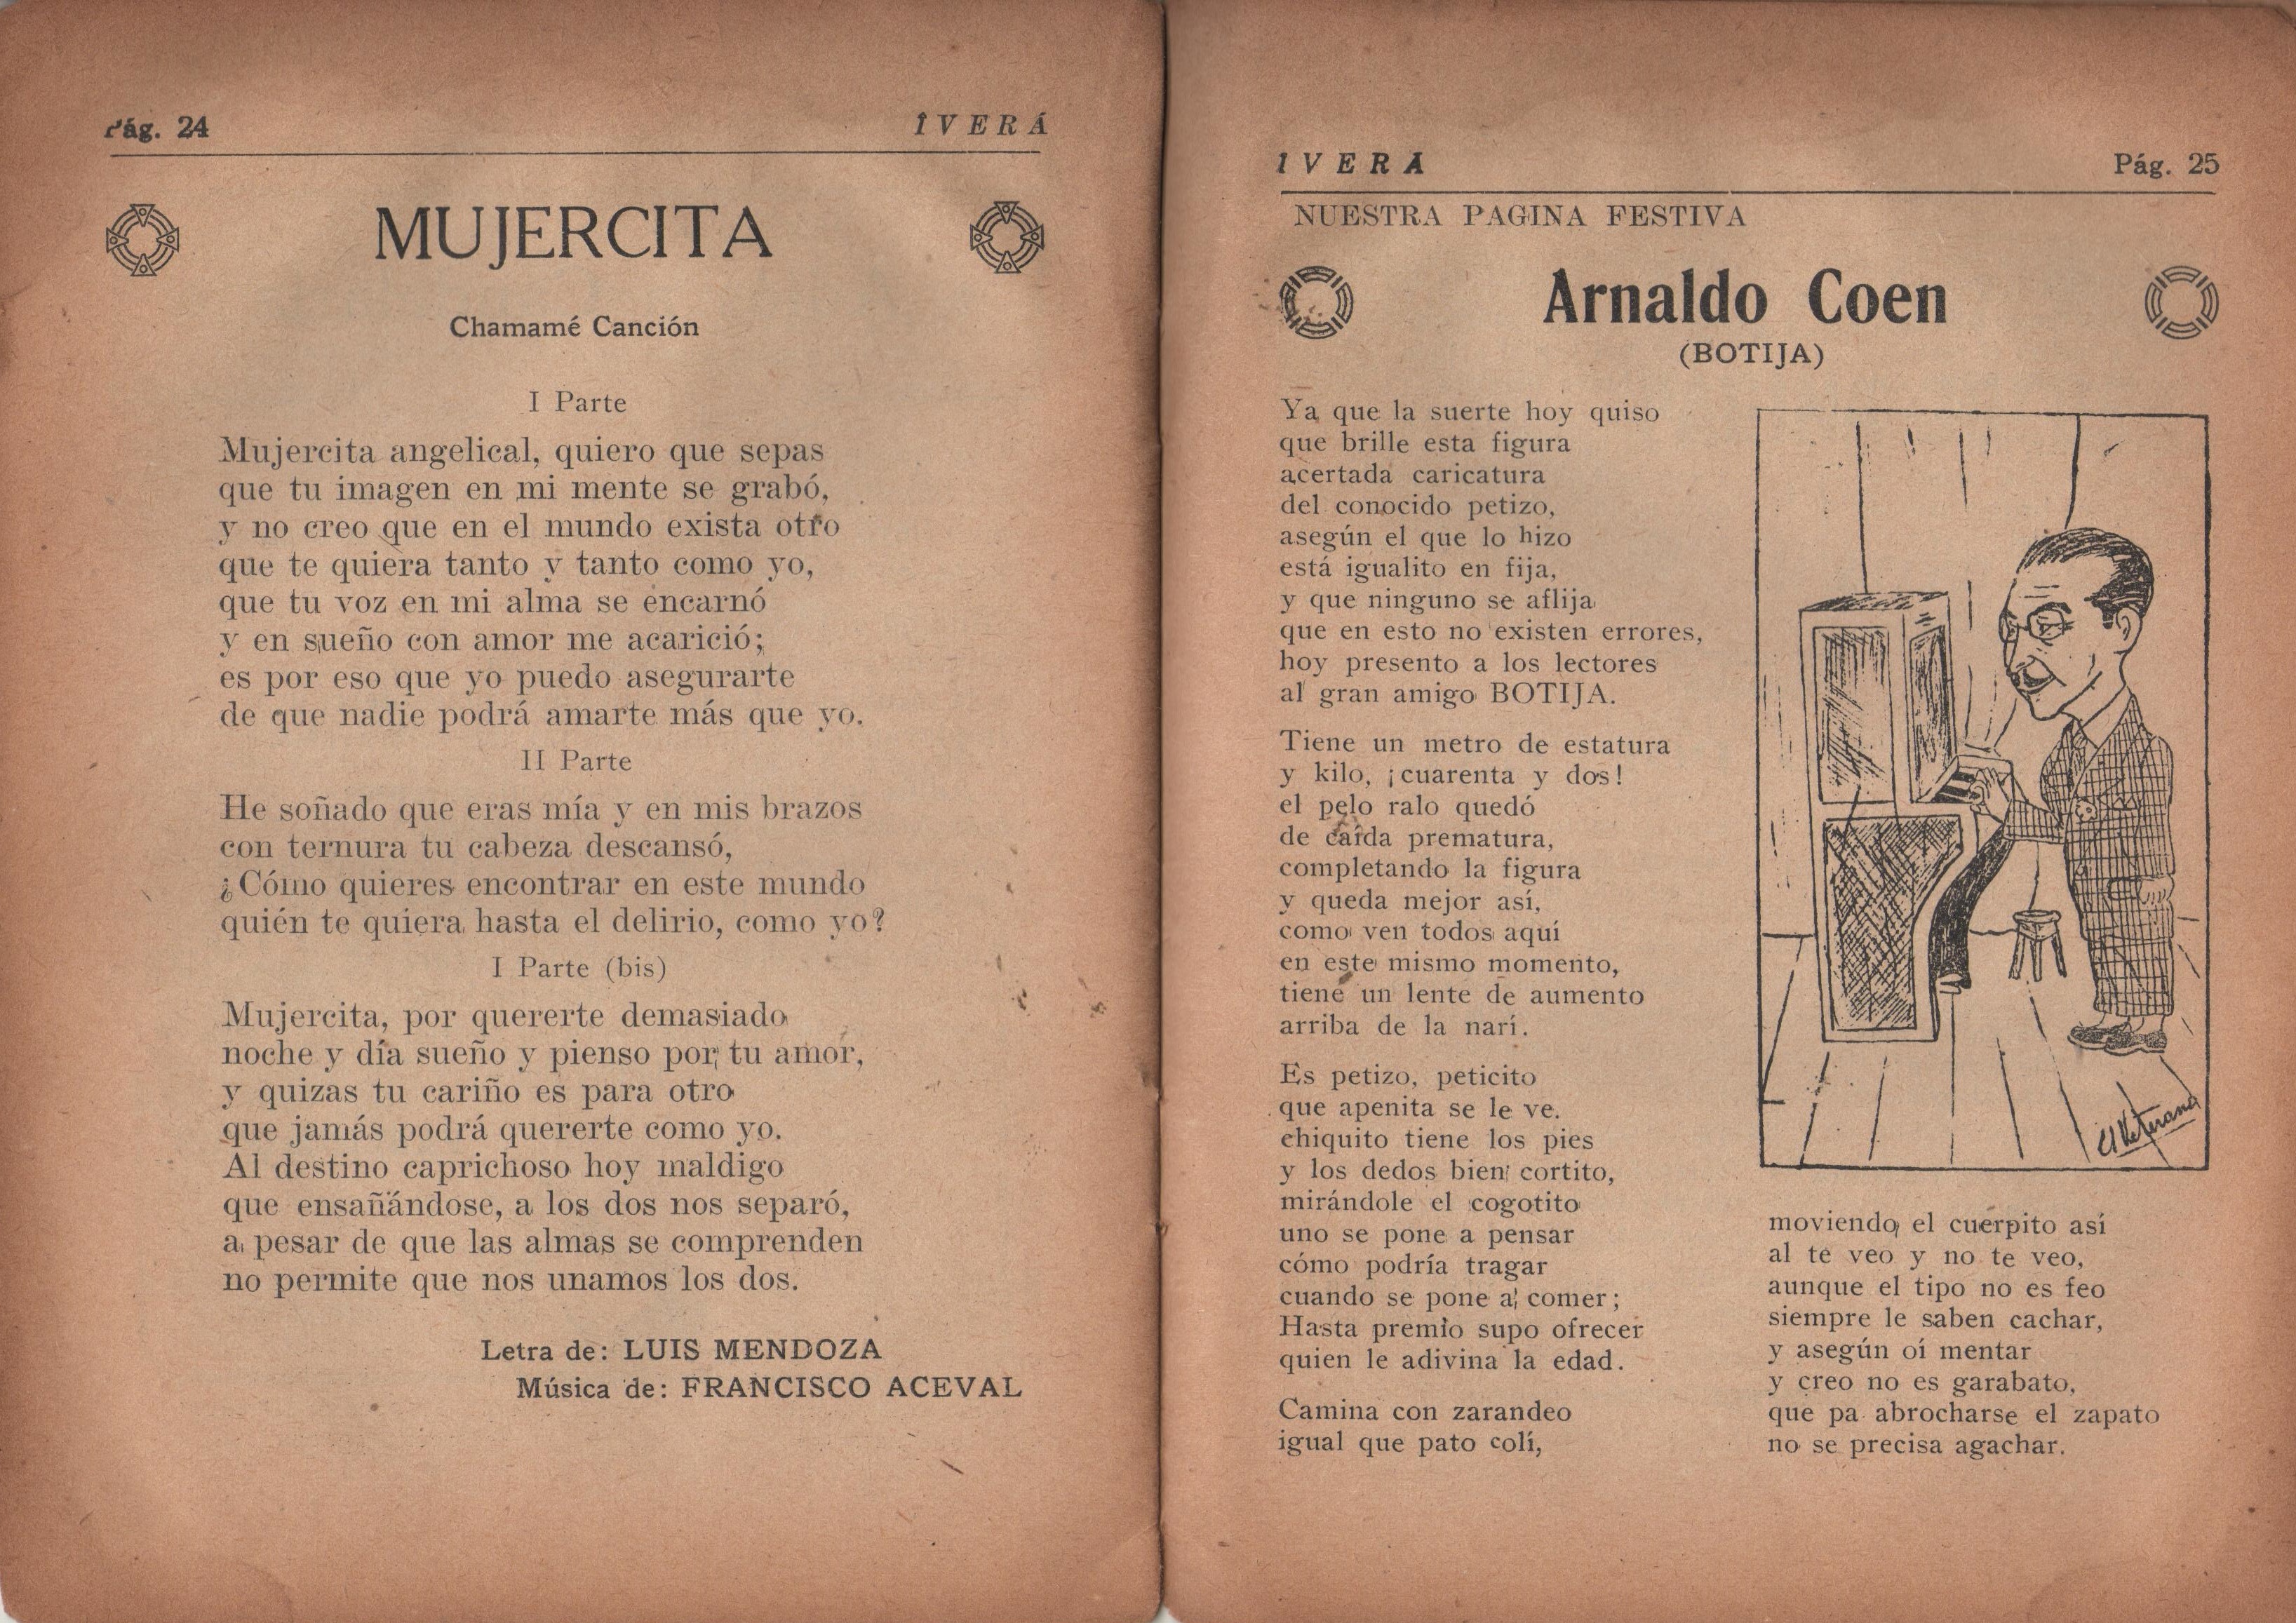 Pág. 24
ÎVERÁ
MUJERCITA
Chamamé Canción
I Parte
Mujercita angelical, quiero que sepas
que tu imagen en mi mente se grabó,
y no creo que en el mundo exista otro
que te quiera tanto y tanto como yo,
que tu voz en mi alma se encarnó
y en sueño con amor me acarició;
es por eso que yo puedo asegurarte
de que nadie podrá amarte más que yo.
II Parte
He soñado que eras mía y en mis brazos
con ternura tu cabeza descansó,
¿Cómo quieres encontrar en este mundo
quién te quiera hasta el delirio, como yo?
I Parte (bis)
Mujercita, por quererte demasiado
noche y día sueño y pienso por tu amor,
y quizas tu cariño es para otro
que jamás podrá quererte como yo.
Al destino caprichoso hoy maldigo
que ensañándose, a los dos nos separó,
a pesar de que las almas se comprenden
no permite que nos unamos los dos.
Letra de: LUIS MENDOZA
Música de: FRANCISCO ACEVAL
IVERA
Pág. 25
NUESTRA PAGINA FESTIVA
Arnaldo Coen
(BOTIJA)
Ya que la suerte hoy quiso
que brille esta figura
acertada caricatura
del conocido petizo,
asegún el que lo hizo
está igualito en fija,
y que ninguno se aflija
que en esto no existen errores,
hoy presento a los lectores
al gran amigo BOTIJA.
Tiene un metro de estatura
y kilo, ¡cuarenta y dos!
el pelo ralo quedó
de caída prematura,
completando la figura
y queda mejor así,
como ven todos aquí
en este mismo momento,
tiene un lente de aumento
arriba de la narí.
Es petizo, peticito
que apenita se le ve.
chiquito tiene los pies
y los dedos bien cortito,
mirándole el cogotito
uno se pone a pensar
cómo podría tragar
cuando se pone a comer;
Hasta premio supo ofrecer
quien le adivina la edad.
Camina con zarandeo
igual que pato colí,
El Veterano
moviendo el cuerpito así
al te veo y no te veo,
aunque el tipo no es feo
siempre le saben cachar,
y asegún oí mentar
y creo no es garabato,
que pa abrocharse el zapato
no se precisa agachar.